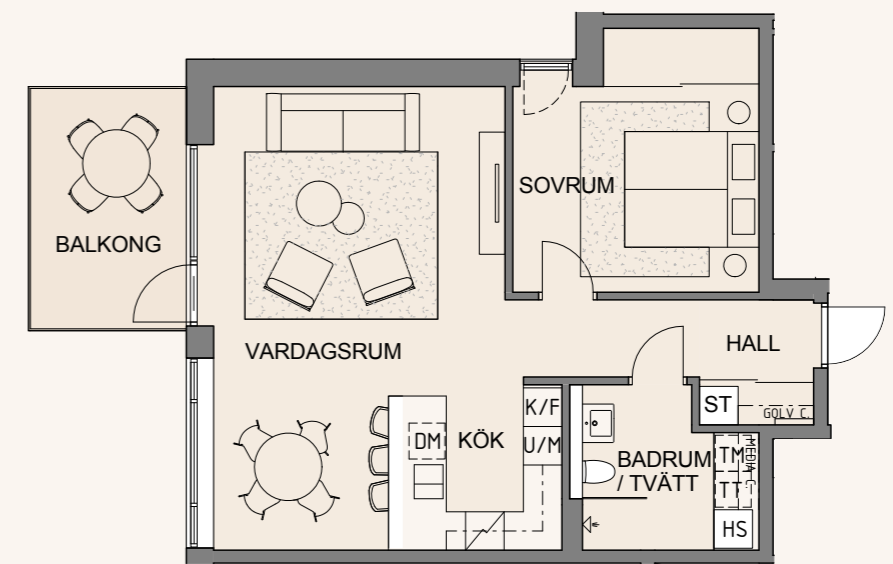 SOVRUM
BALKONG
VARDAGSRUM
HALL
K/F
ST
GOLV C.
DM
KÖK
U/M
BADRUM
/ TVÄTT
TM
MEDIA C.
TT
HS